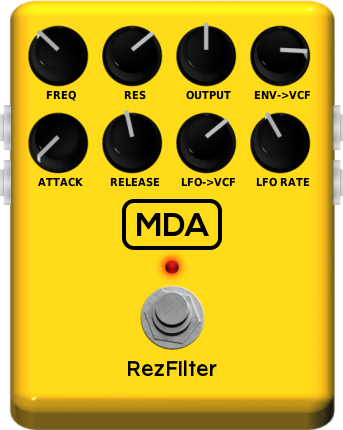 FREQ RES OUTPUT ENV->VCF
ATTACK RELEASE LFO->VCF LFO RATE
MDA
RezFIlter